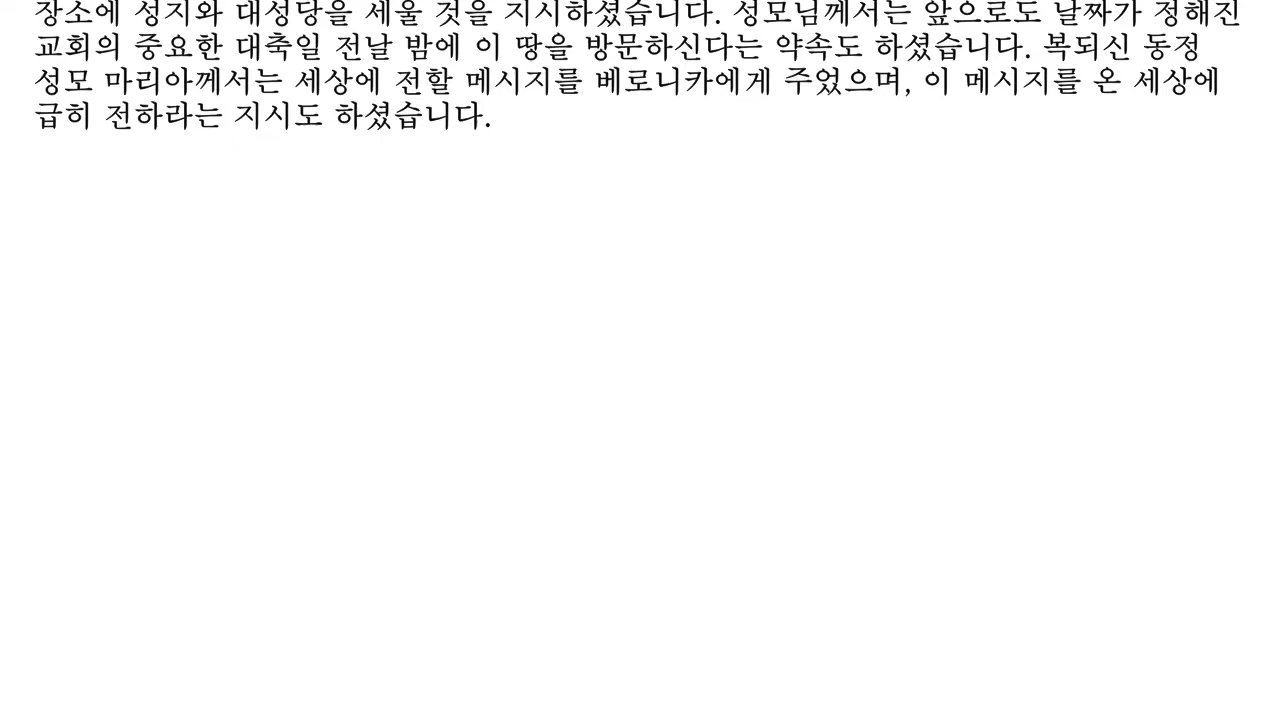 장소에 성지와 대성당을 세울 것을 지시하셨습니다. 성모님께서는 앞으로도 날짜가 정해진
교회의 중요한 대축일 전날 밤에 이 땅을 방문하신다는 약속도 하셨습니다. 복되신 동정
성모 마리아께서는 세상에 전할 메시지를 베로니카에게 주었으며, 이 메시지를 온 세상에
급히 전하라는 지시도 하셨습니다.